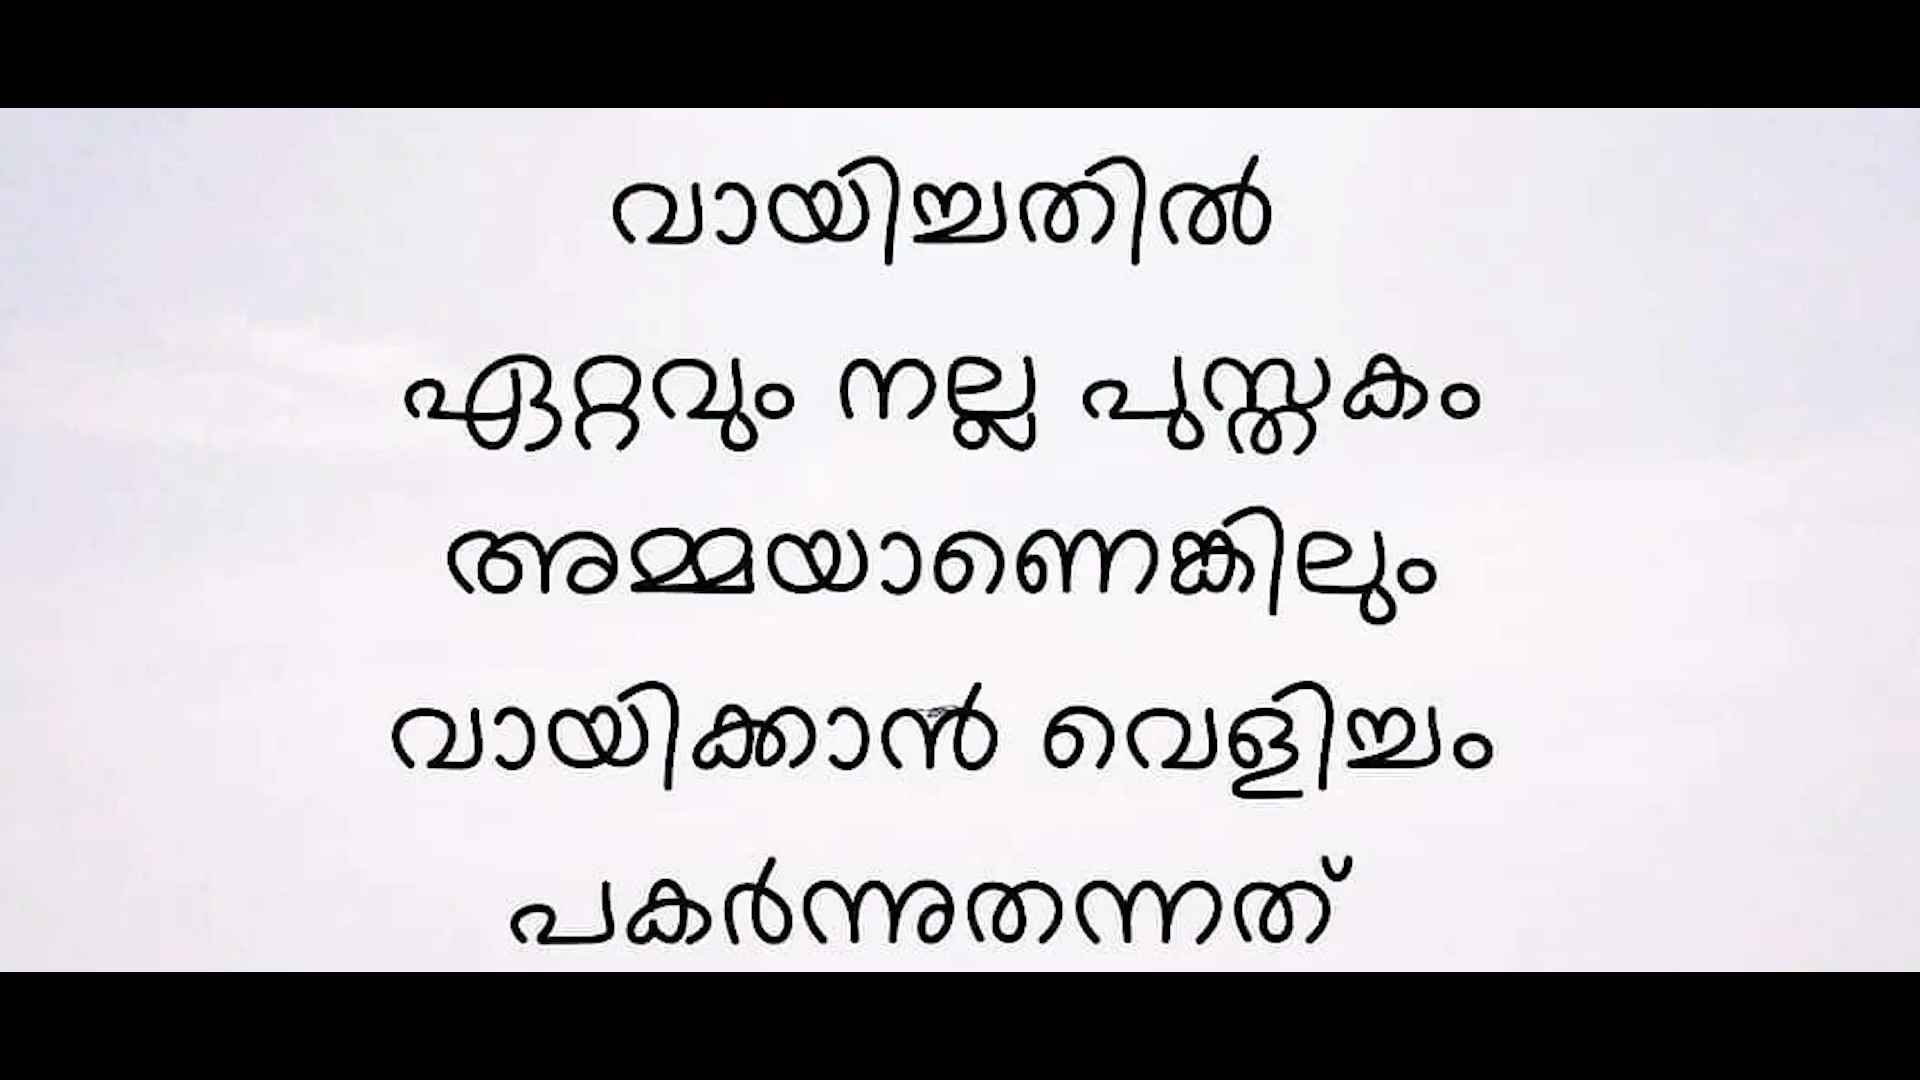 വായിച്ചതിൽ
ഏറ്റവും നല്ല പുസ്തകം
അമ്മയാണെങ്കിലും
വായിക്കാൻ വെളിച്ചം
പകർന്നുതന്നത്